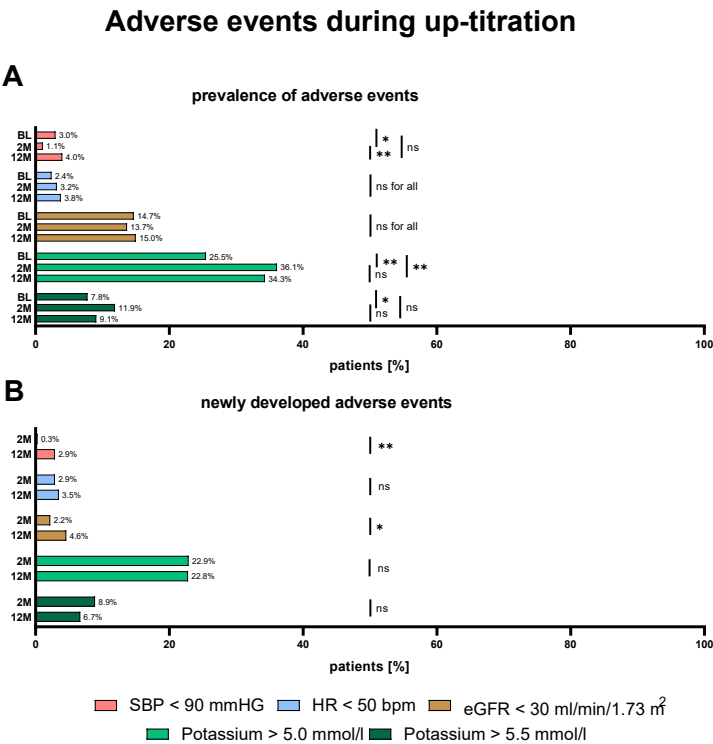 Adverse events during up-titration
A
prevalence of adverse events
BL 3.0%
2M 1.1%
12M 4.0%
* ** ns
BL 2.4%
2M 3.2%
12M 3.8%
ns for all
BL 14.7%
2M 13.7%
12M 15.0%
ns for all
BL 25.5%
2M 36.1%
12M 34.3%
** ns **
BL 7.8%
2M 11.9%
12M 9.1%
* ns ns
0 20 40 60 80 100
patients [%]
B
newly developed adverse events
2M 0.3%
12M 2.9%
**
2M 2.9%
12M 3.5%
ns
2M 2.2%
12M 4.6%
*
2M 22.9%
12M 22.8%
ns
2M 8.9%
12M 6.7%
ns
0 20 40 60 80 100
patients [%]
SBP < 90 mmHG HR < 50 bpm eGFR < 30 ml/min/1.73 m²
Potassium > 5.0 mmol/l Potassium > 5.5 mmol/l